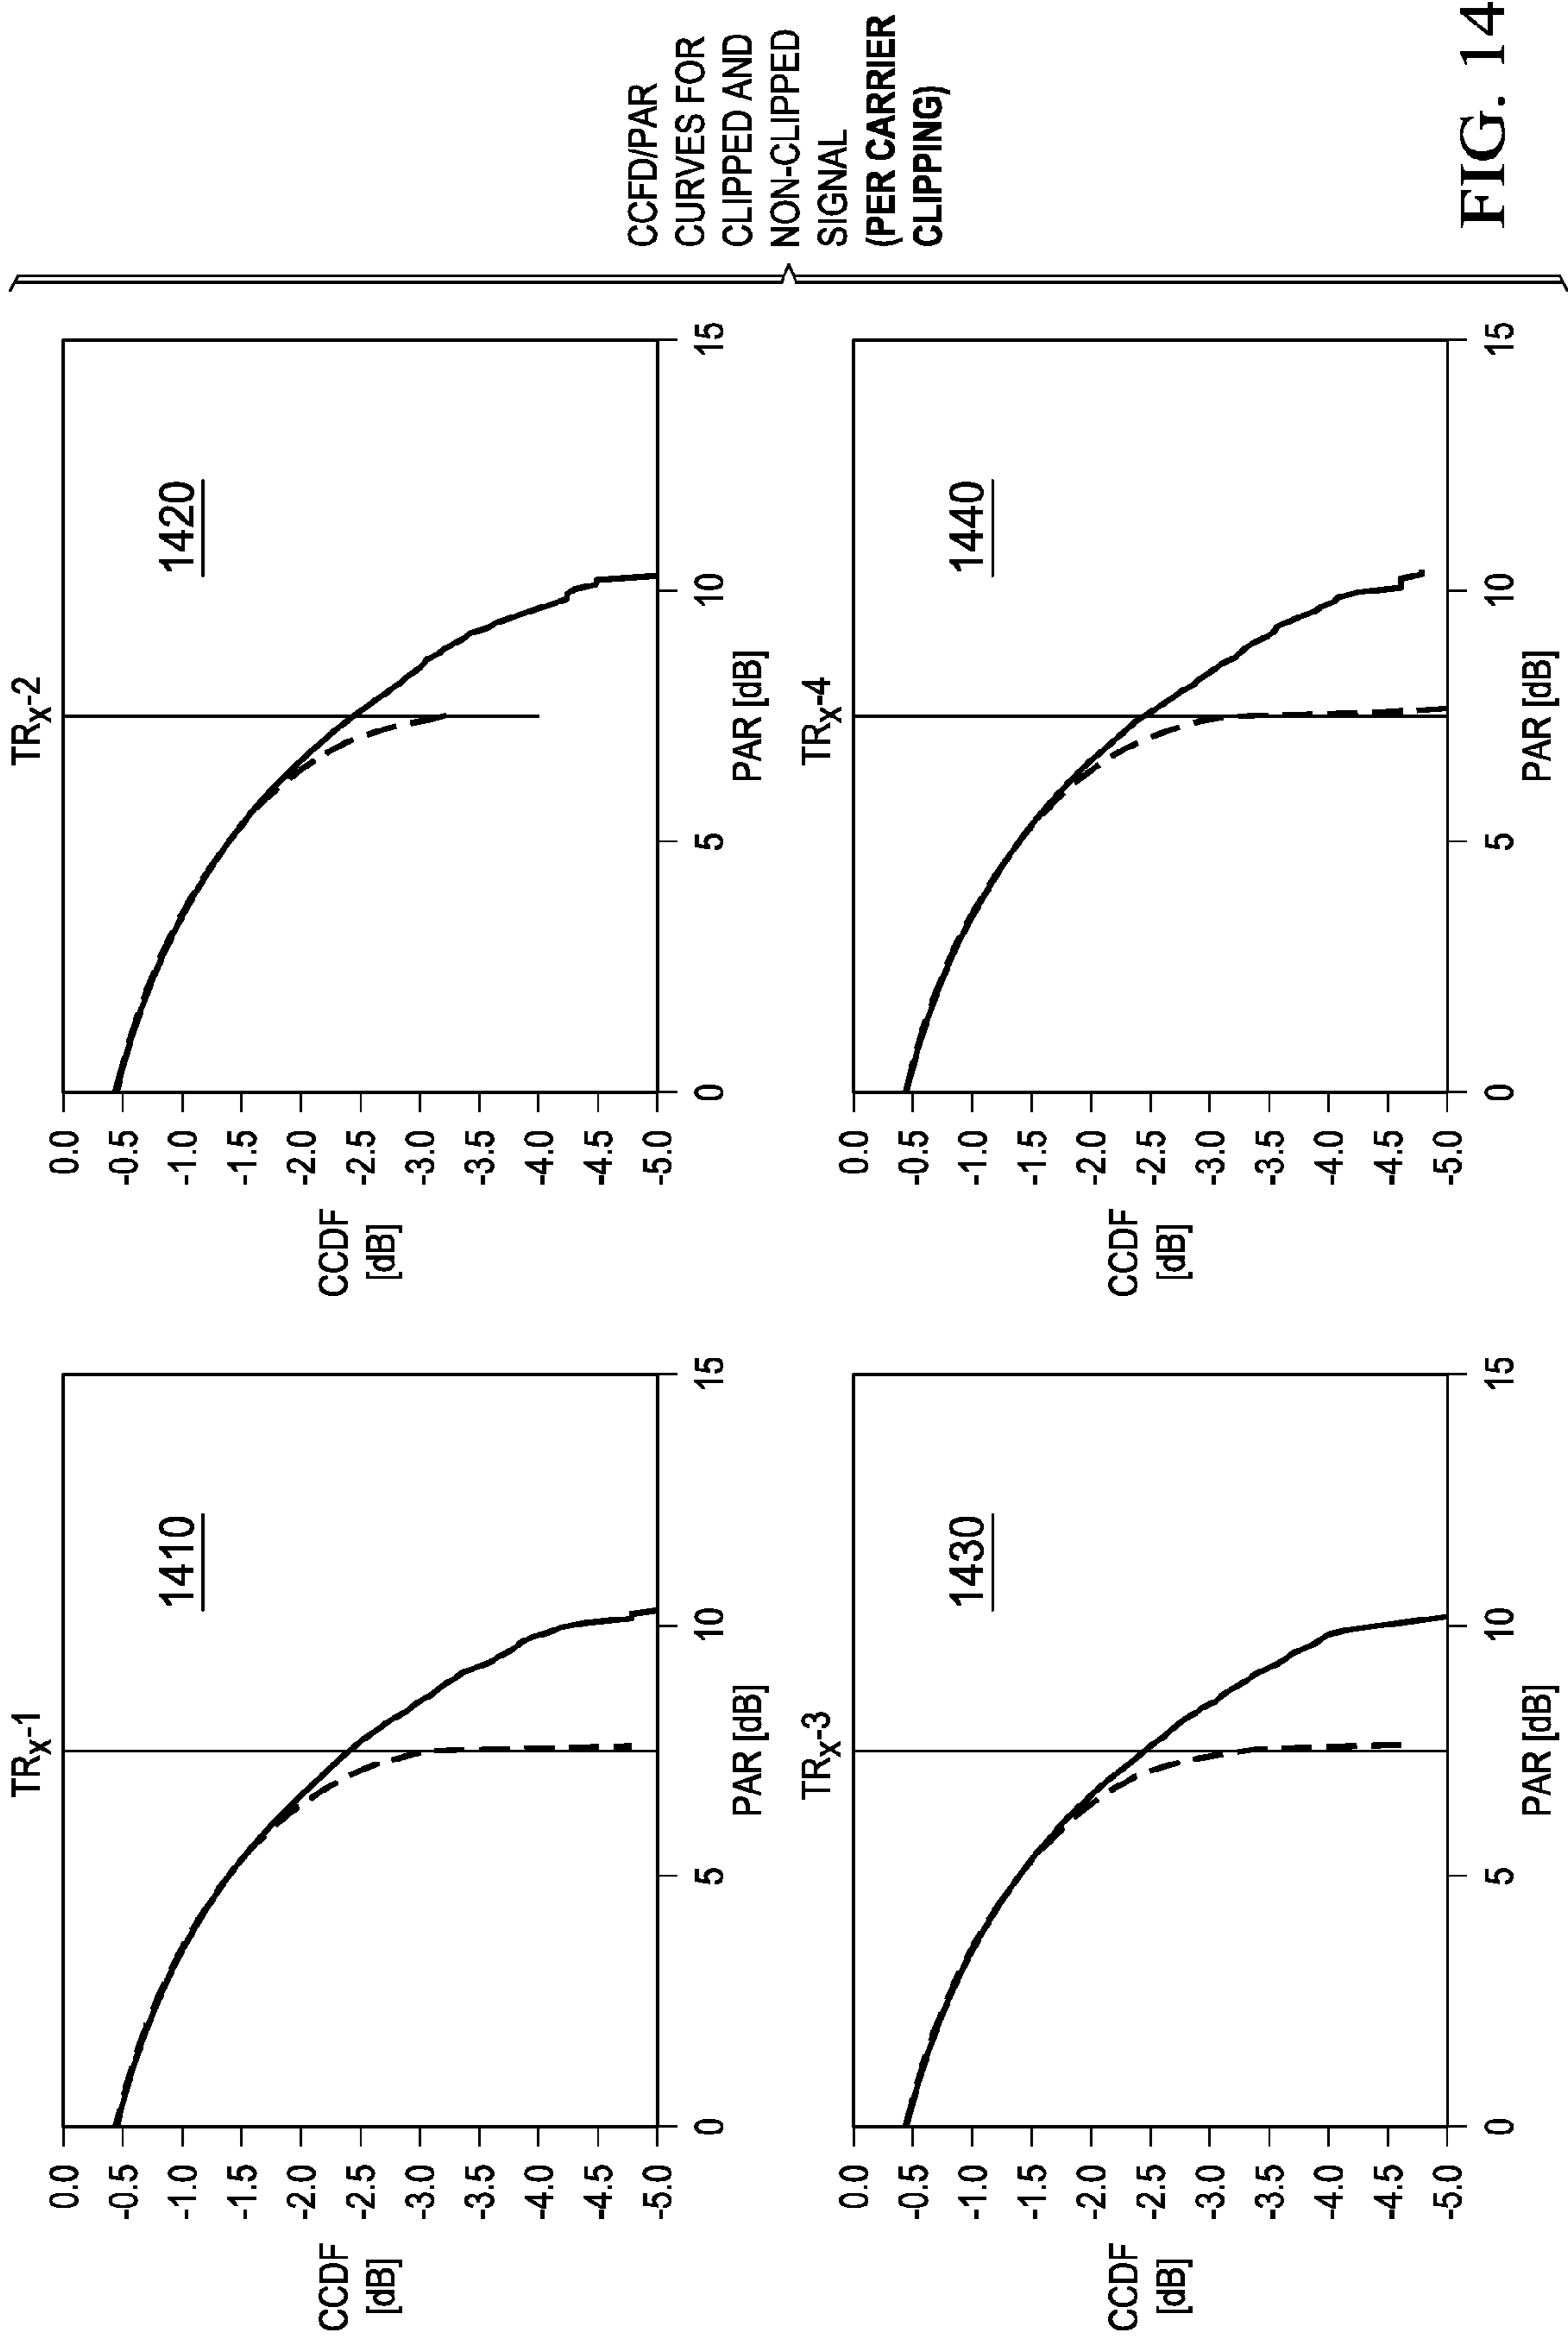 TRx-1
1410
CCDF
[dB]
0.0
-0.5
-1.0
-1.5
-2.0
-2.5
-3.0
-3.5
-4.0
-4.5
-5.0
0
5
10
15
PAR [dB]
TRx-2
1420
CCDF
[dB]
0.0
-0.5
-1.0
-1.5
-2.0
-2.5
-3.0
-3.5
-4.0
-4.5
-5.0
0
5
10
15
PAR [dB]
TRx-3
1430
CCDF
[dB]
0.0
-0.5
-1.0
-1.5
-2.0
-2.5
-3.0
-3.5
-4.0
-4.5
-5.0
0
5
10
15
PAR [dB]
TRx-4
1440
CCDF
[dB]
0.0
-0.5
-1.0
-1.5
-2.0
-2.5
-3.0
-3.5
-4.0
-4.5
-5.0
0
5
10
15
PAR [dB]
CCFD/PAR
CURVES FOR
CLIPPED AND
NON-CLIPPED
SIGNAL
(PER CARRIER
CLIPPING)
FIG. 14